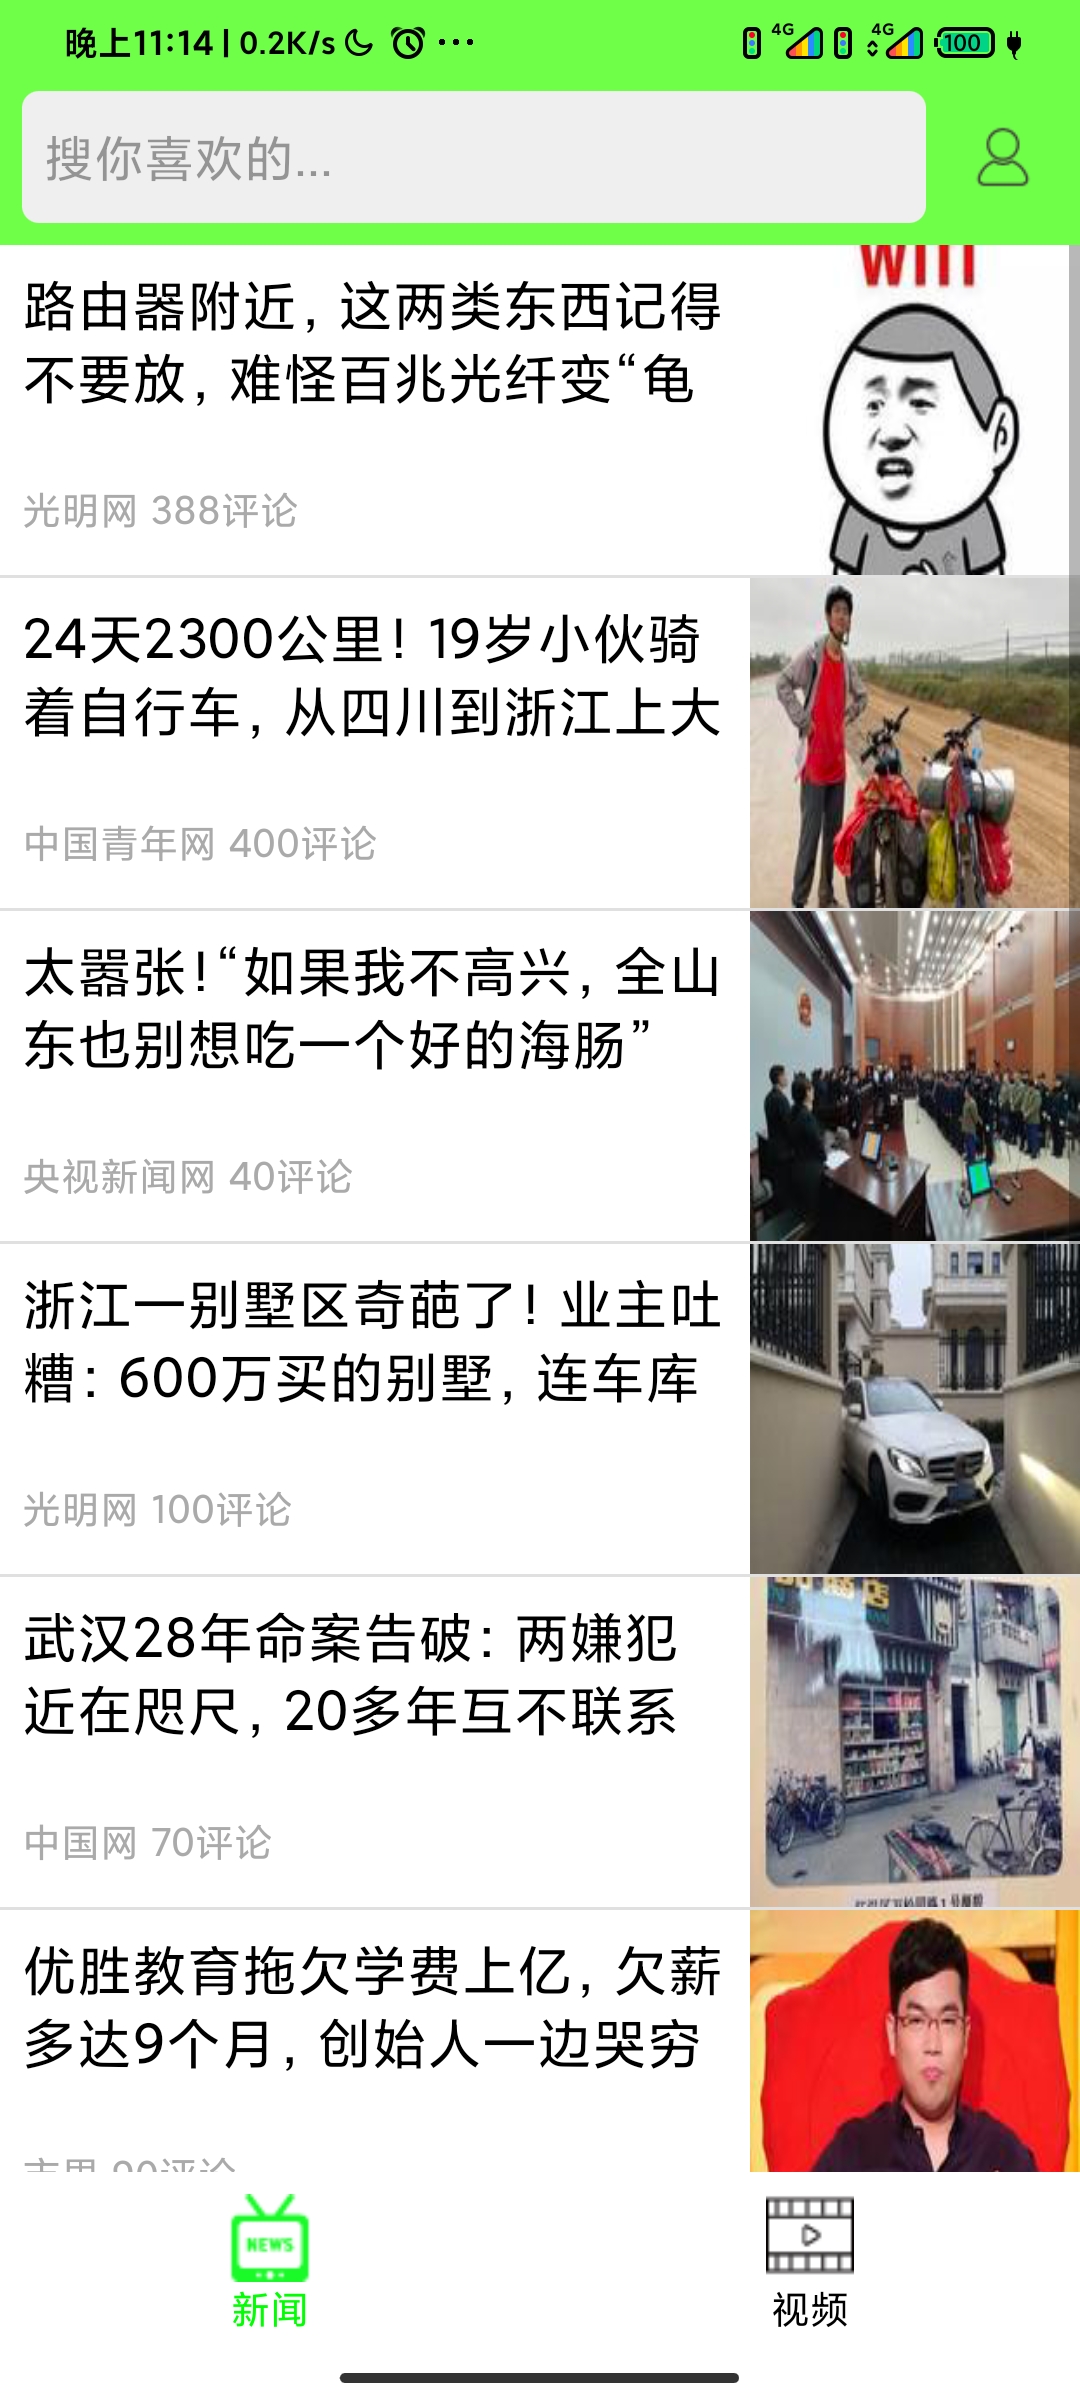 晚上11:14 | 0.2K/s
4G 4G 100
搜你喜欢的...
路由器附近，这两类东西记得
不要放，难怪百兆光纤变“龟
光明网 388评论
24天2300公里！19岁小伙骑
着自行车，从四川到浙江上大
中国青年网 400评论
太嚣张！“如果我不高兴，全山
东也别想吃一个好的海肠”
央视新闻网 40评论
浙江一别墅区奇葩了！业主吐
糟：600万买的别墅，连车库
光明网 100评论
武汉28年命案告破：两嫌犯
近在咫尺，20多年互不联系
中国网 70评论
优胜教育拖欠学费上亿，欠薪
多达9个月，创始人一边哭穷
NEWS
新闻
视频